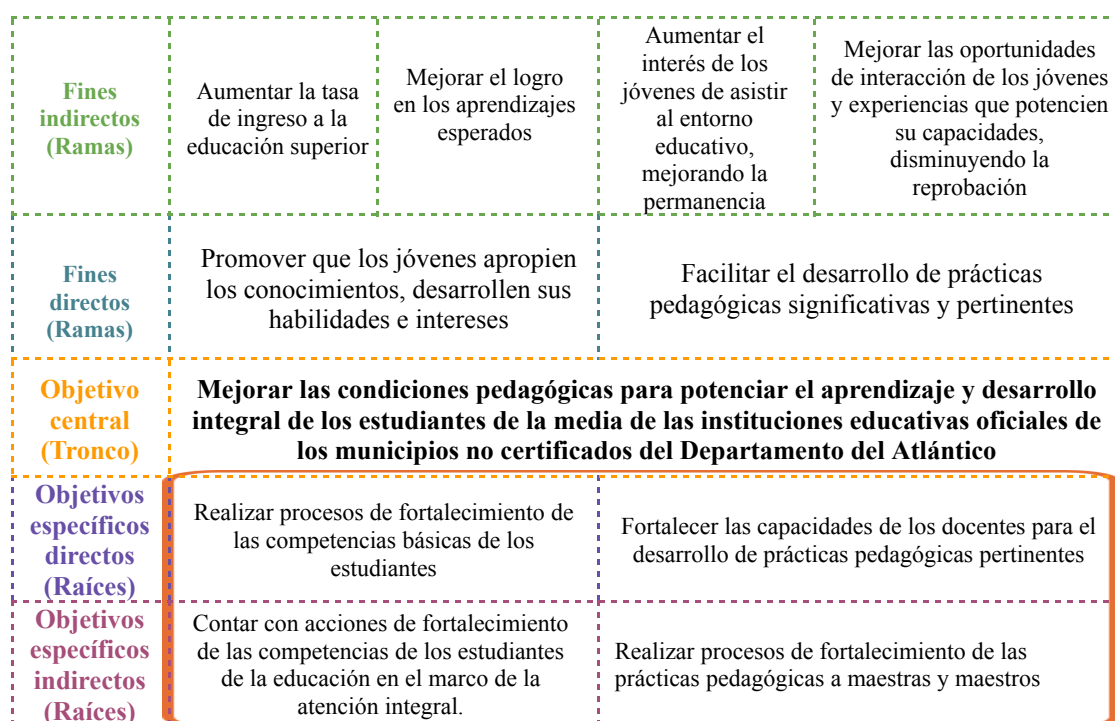 Fines
indirectos
(Ramas)
Aumentar la tasa
de ingreso a la
educación superior
Mejorar el logro
en los aprendizajes
esperados
Aumentar el
interés de los
jóvenes de asistir
al entorno
educativo,
mejorando la
permanencia
Mejorar las oportunidades
de interacción de los jóvenes
y experiencias que potencien
su capacidades,
disminuyendo la
reprobación
Fines
directos
(Ramas)
Promover que los jóvenes apropien
los conocimientos, desarrollen sus
habilidades e intereses
Facilitar el desarrollo de prácticas
pedagógicas significativas y pertinentes
Objetivo
central
(Tronco)
Mejorar las condiciones pedagógicas para potenciar el aprendizaje y desarrollo
integral de los estudiantes de la media de las instituciones educativas oficiales de
los municipios no certificados del Departamento del Atlántico
Objetivos
específicos
directos
(Raíces)
Realizar procesos de fortalecimiento de
las competencias básicas de los
estudiantes
Fortalecer las capacidades de los docentes para el
desarrollo de prácticas pedagógicas pertinentes
Objetivos
específicos
indirectos
(Raíces)
Contar con acciones de fortalecimiento
de las competencias de los estudiantes
de la educación en el marco de la
atención integral.
Realizar procesos de fortalecimiento de las
prácticas pedagógicas a maestras y maestros